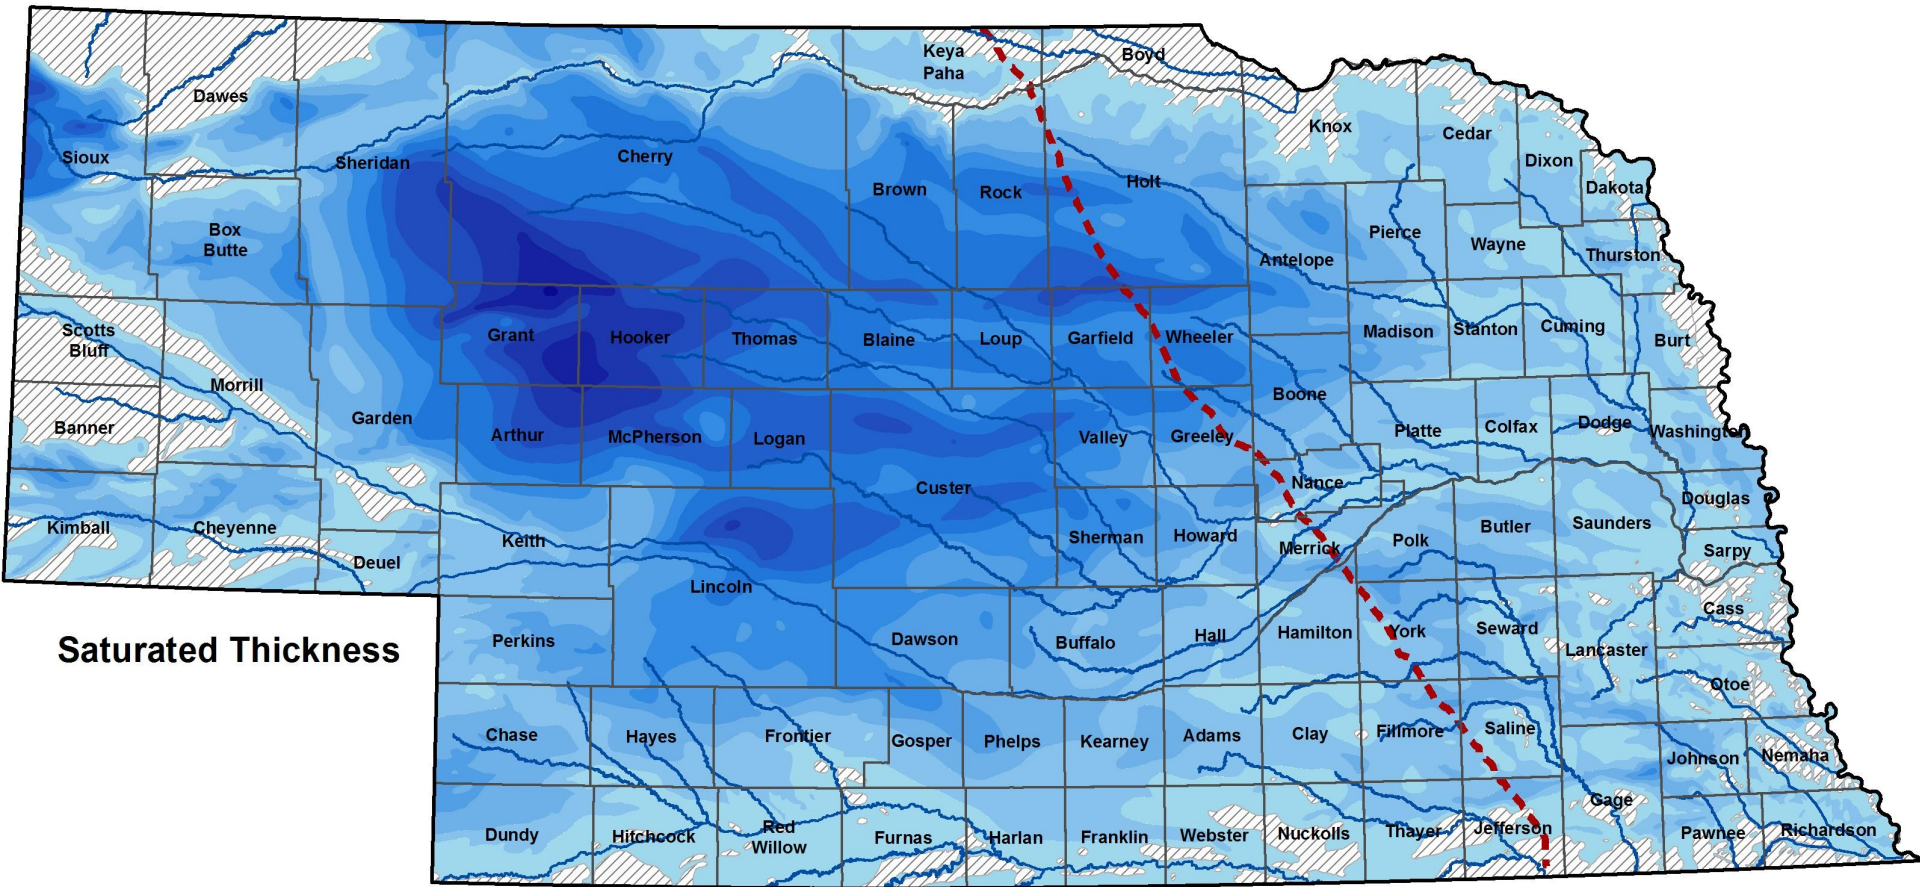 Keya
Paha
Boyd
Dawes
Knox
Cedar
Sioux
Sheridan
Cherry
Brown
Rock
Holt
Dixon
Dakota
Box
Butte
Pierce
Wayne
Antelope
Thurston
Scotts
Bluff
Grant
Hooker
Thomas
Blaine
Loup
Garfield
Wheeler
Madison
Stanton
Cuming
Burt
Morrill
Boone
Banner
Garden
Arthur
McPherson
Logan
Valley
Greeley
Platte
Colfax
Dodge
Washington
Custer
Nance
Douglas
Kimball
Cheyenne
Deuel
Keith
Sherman
Howard
Merrick
Polk
Butler
Saunders
Sarpy
Lincoln
Cass
Saturated Thickness
Perkins
Dawson
Buffalo
Hall
Hamilton
York
Seward
Lancaster
Otoe
Chase
Hayes
Frontier
Gosper
Phelps
Kearney
Adams
Clay
Fillmore
Saline
Johnson
Nemaha
Dundy
Hitchcock
Red
Willow
Furnas
Harlan
Franklin
Webster
Nuckolls
Thayer
Jefferson
Gage
Pawnee
Richardson